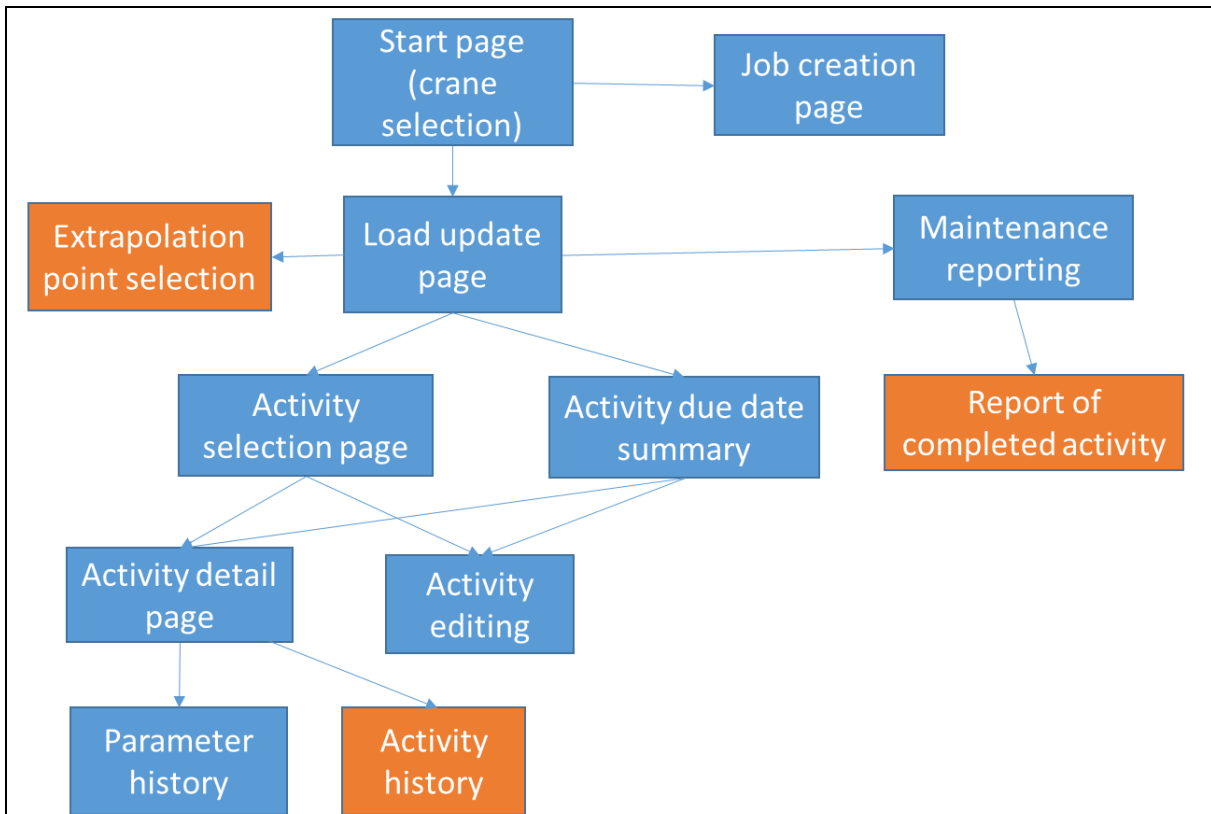 Start page
(crane
selection)
Job creation
page
Extrapolation
point selection
Load update
page
Maintenance
reporting
Activity
selection page
Activity due date
summary
Report of
completed activity
Activity detail
page
Activity
editing
Parameter
history
Activity
history